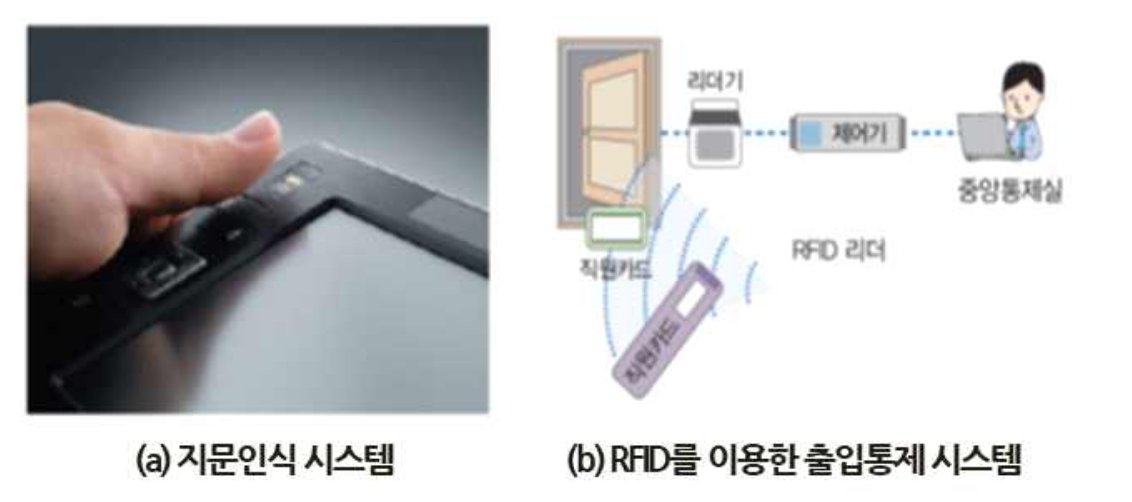 리더기
제어기
중앙통제실
직원카드
RFID 리더
직원카드
(a) 지문인식 시스템
(b) RFID를 이용한 출입통제 시스템